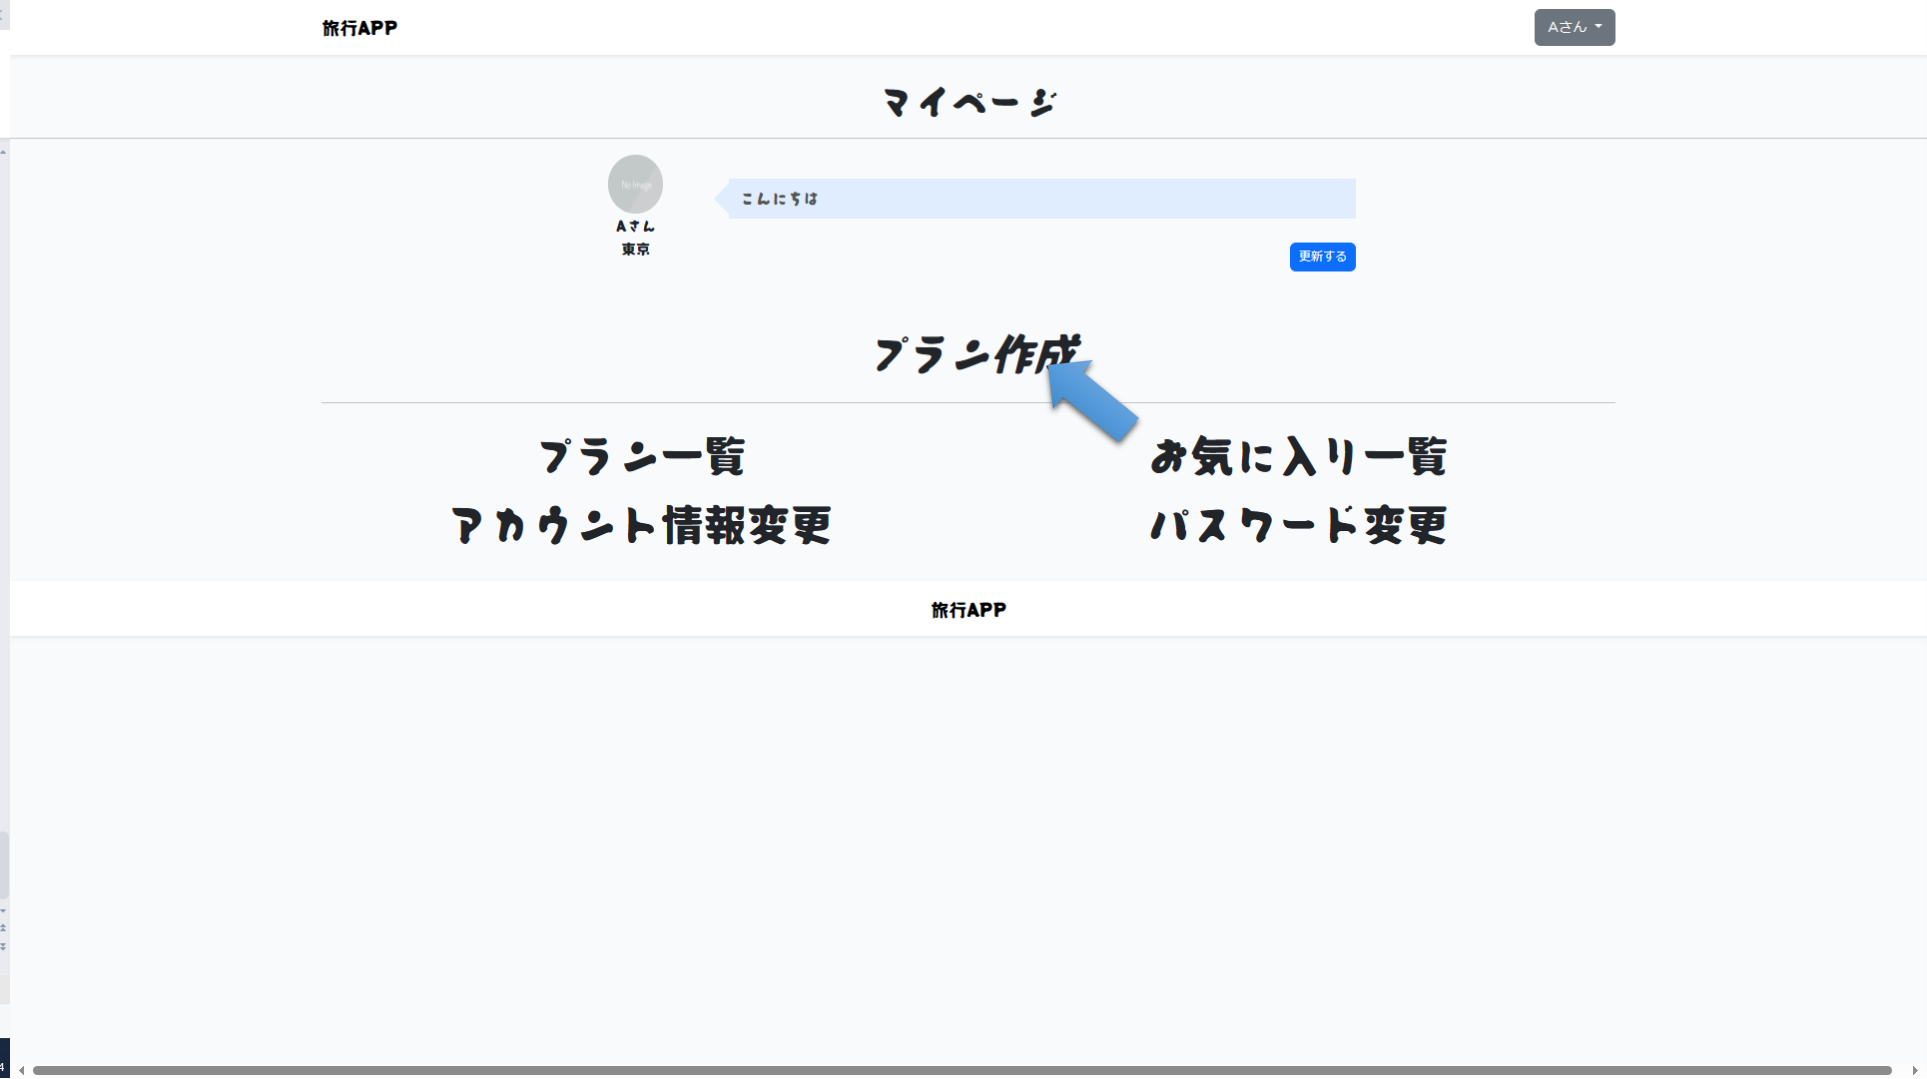 旅行APP
Aさん
マイページ
No Image
こんにちは
Aさん
東京
更新する
プラン作成
プラン一覧
お気に入り一覧
アカウント情報変更
パスワード変更
旅行APP
4